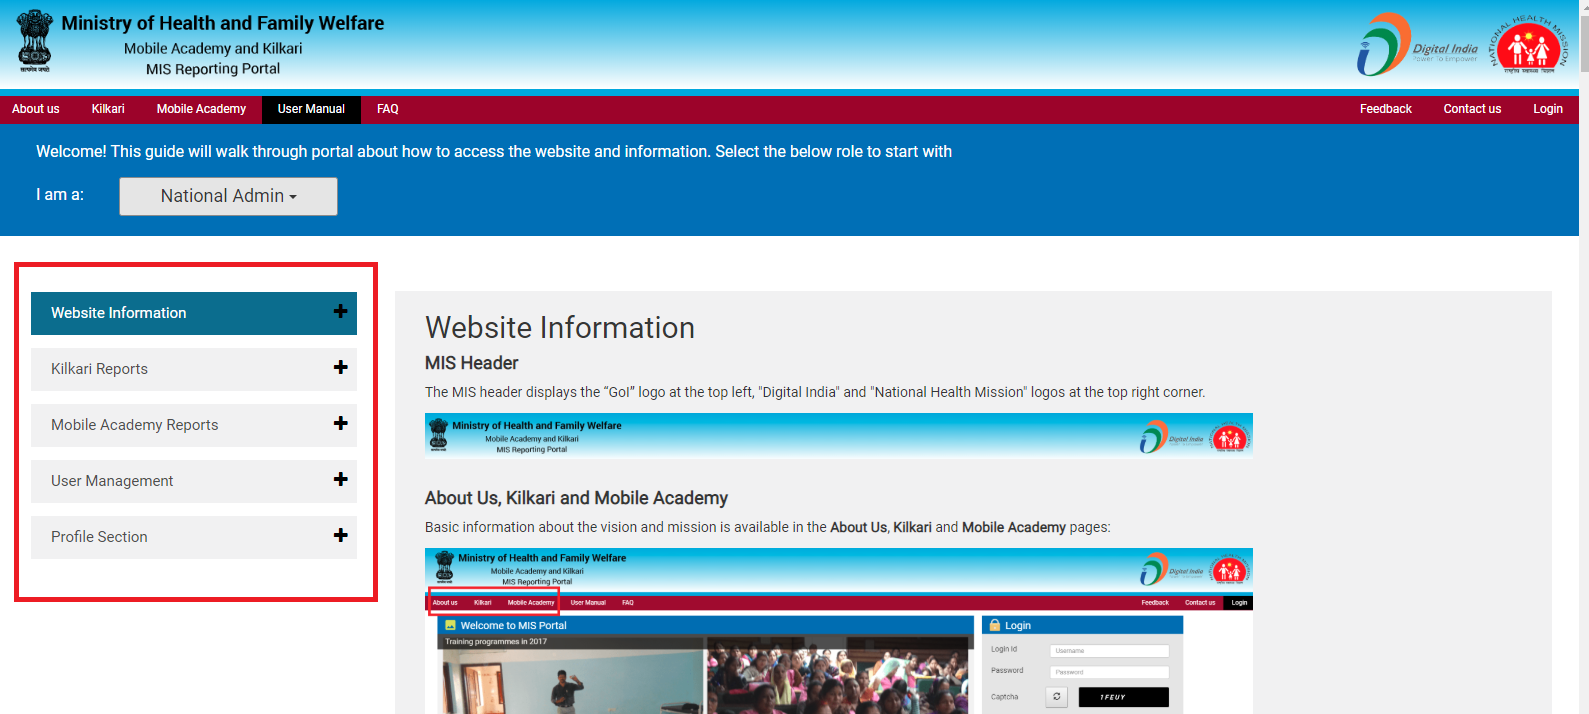 Ministry of Health and Family Welfare
Mobile Academy and Kilkari
MIS Reporting Portal
सत्यमेव जयते
Digital India
Power To Empower
NATIONAL HEALTH MISSION
राष्ट्रीय स्वास्थ्य मिशन
About us Kilkari Mobile Academy User Manual FAQ Feedback Contact us Login
Welcome! This guide will walk through portal about how to access the website and information. Select the below role to start with
I am a: National Admin
Website Information
Kilkari Reports
Mobile Academy Reports
User Management
Profile Section
Website Information
MIS Header
The MIS header displays the “GoI” logo at the top left, "Digital India" and "National Health Mission" logos at the top right corner.
Ministry of Health and Family Welfare
Mobile Academy and Kilkari
MIS Reporting Portal
Digital India
About Us, Kilkari and Mobile Academy
Basic information about the vision and mission is available in the About Us, Kilkari and Mobile Academy pages:
Ministry of Health and Family Welfare
Mobile Academy and Kilkari
MIS Reporting Portal
Digital India
About us Kilkari Mobile Academy User Manual FAQ Feedback Contact us Login
Welcome to MIS Portal
Training programmes in 2017
Login
Login Id Username
Password Password
Captcha 1FEUY